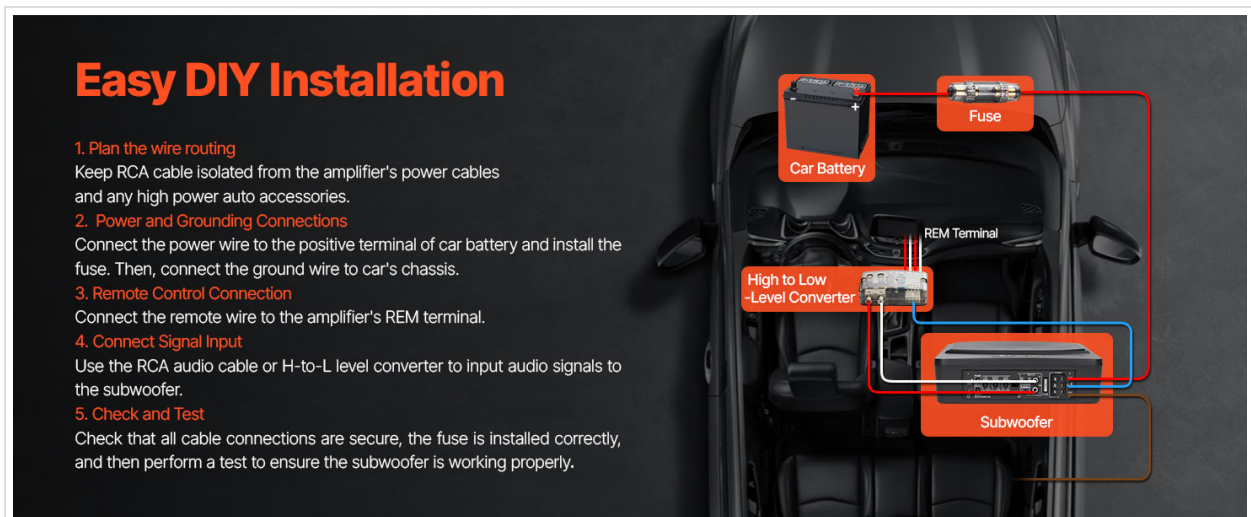 Easy DIY Installation
1. Plan the wire routing
Keep RCA cable isolated from the amplifier's power cables
and any high power auto accessories.
2. Power and Grounding Connections
Connect the power wire to the positive terminal of car battery and install the
fuse. Then, connect the ground wire to car's chassis.
3. Remote Control Connection
Connect the remote wire to the amplifier's REM terminal.
4. Connect Signal Input
Use the RCA audio cable or H-to-L level converter to input audio signals to
the subwoofer.
5. Check and Test
Check that all cable connections are secure, the fuse is installed correctly,
and then perform a test to ensure the subwoofer is working properly.
Car Battery
Fuse
REM Terminal
High to Low
-Level Converter
Subwoofer